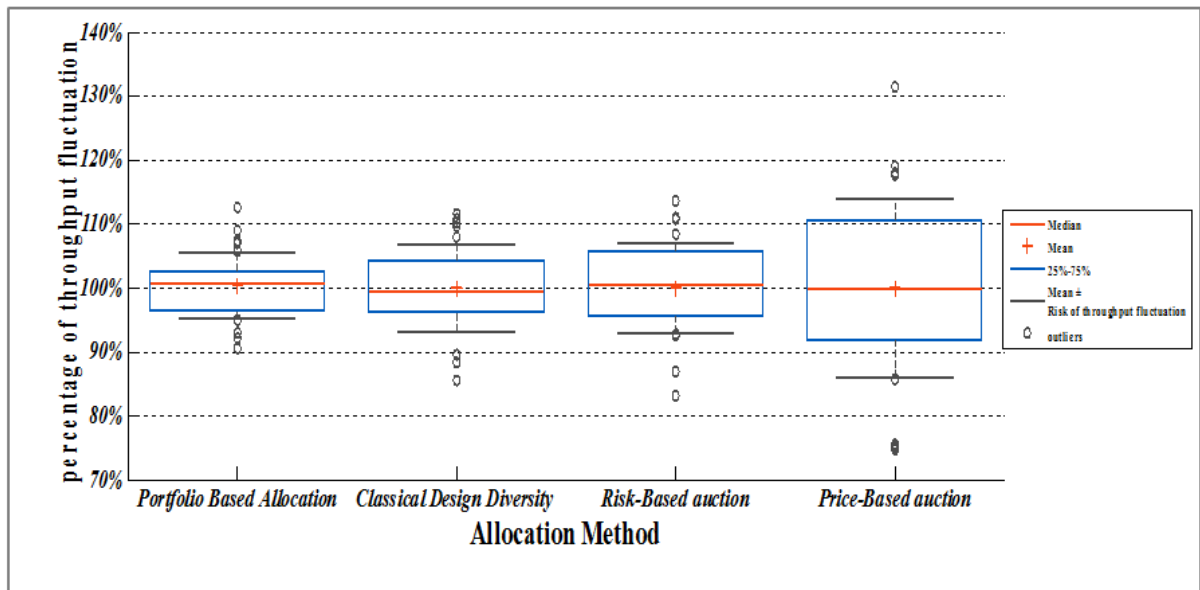 percentage of throughput fluctuation
140%
130%
120%
110%
100%
90%
80%
70%
Portfolio Based Allocation
Classical Design Diversity
Risk-Based auction
Price-Based auction
Allocation Method
Median
Mean
25%-75%
Mean ±
Risk of throughput fluctuation
outliers